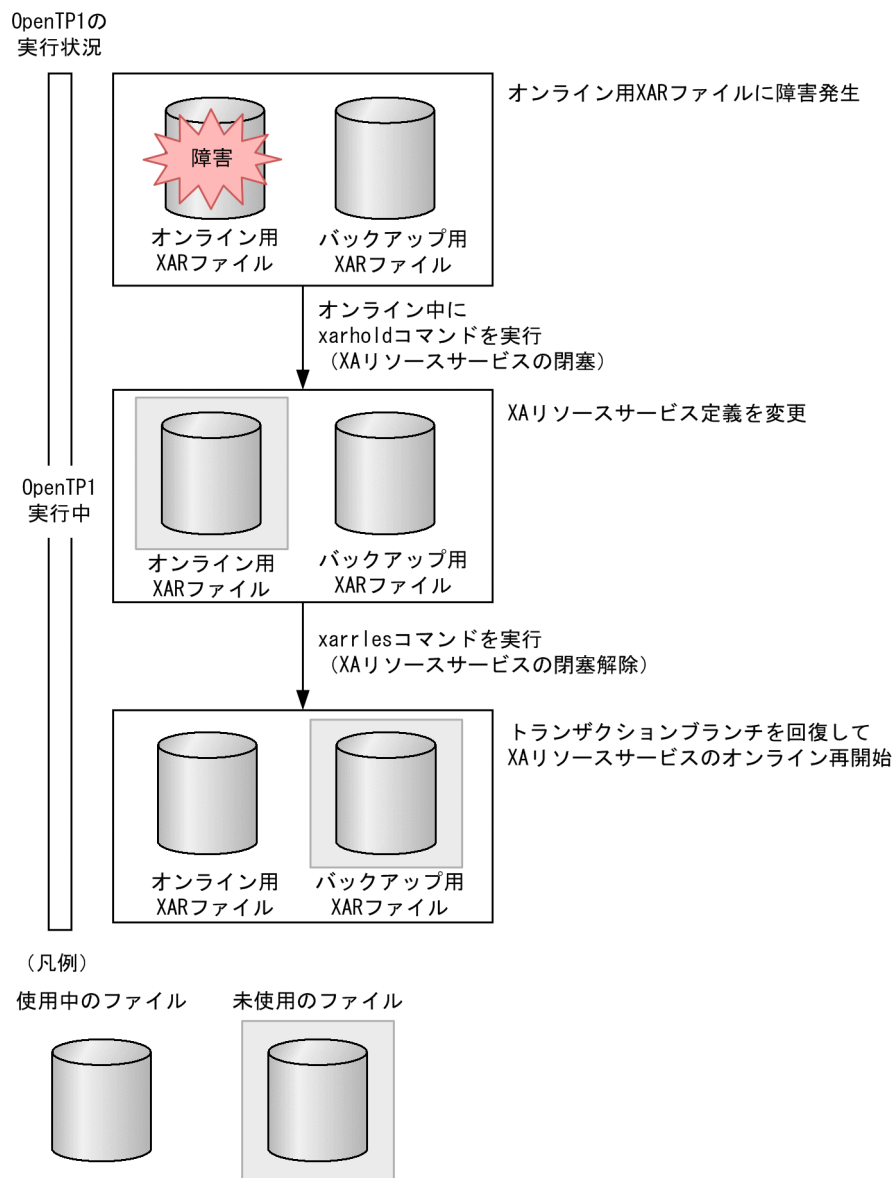 OpenTP1の
実行状況
オンライン用XARファイルに障害発生
障害
オンライン用
XARファイル
バックアップ用
XARファイル
オンライン中に
xarholdコマンドを実行
（XAリソースサービスの閉塞）
XAリソースサービス定義を変更
OpenTP1
実行中
オンライン用
XARファイル
バックアップ用
XARファイル
xarrlesコマンドを実行
（XAリソースサービスの閉塞解除）
トランザクションブランチを回復して
XAリソースサービスのオンライン再開始
オンライン用
XARファイル
バックアップ用
XARファイル
（凡例）
使用中のファイル
未使用のファイル